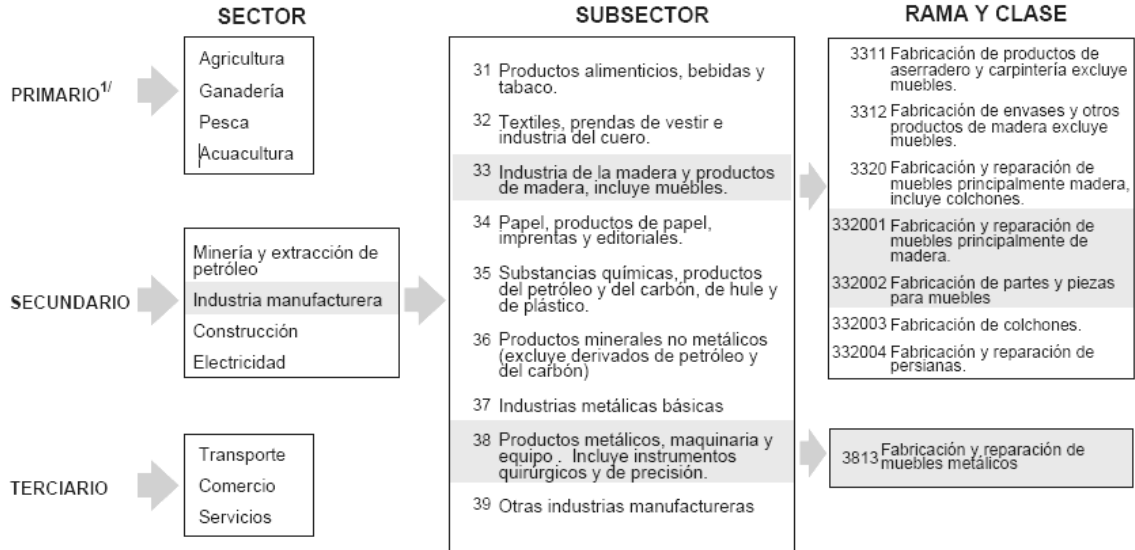 SECTOR
SUBSECTOR
RAMA Y CLASE
PRIMARIO1/
Agricultura
Ganadería
Pesca
Acuacultura
SECUNDARIO
Minería y extracción de
petróleo
Industria manufacturera
Construcción
Electricidad
TERCIARIO
Transporte
Comercio
Servicios
31 Productos alimenticios, bebidas y
tabaco.
32 Textiles, prendas de vestir e
industria del cuero.
33 Industria de la madera y productos
de madera, incluye muebles.
34 Papel, productos de papel,
imprentas y editoriales.
35 Substancias químicas, productos
del petróleo y del carbón, de hule y
de plástico.
36 Productos minerales no metálicos
(excluye derivados de petróleo y
del carbón)
37 Industrias metálicas básicas
38 Productos metálicos, maquinaria y
equipo . Incluye instrumentos
quirúrgicos y de precisión.
39 Otras industrias manufactureras
3311 Fabricación de productos de
aserradero y carpintería excluye
muebles.
3312 Fabricación de envases y otros
productos de madera excluye
muebles.
3320 Fabricación y reparación de
muebles principalmente madera,
incluye colchones.
332001 Fabricación y reparación de
muebles principalmente de
madera.
332002 Fabricación de partes y piezas
para muebles
332003 Fabricación de colchones.
332004 Fabricación y reparación de
persianas.
3813 Fabricación y reparación de
muebles metálicos